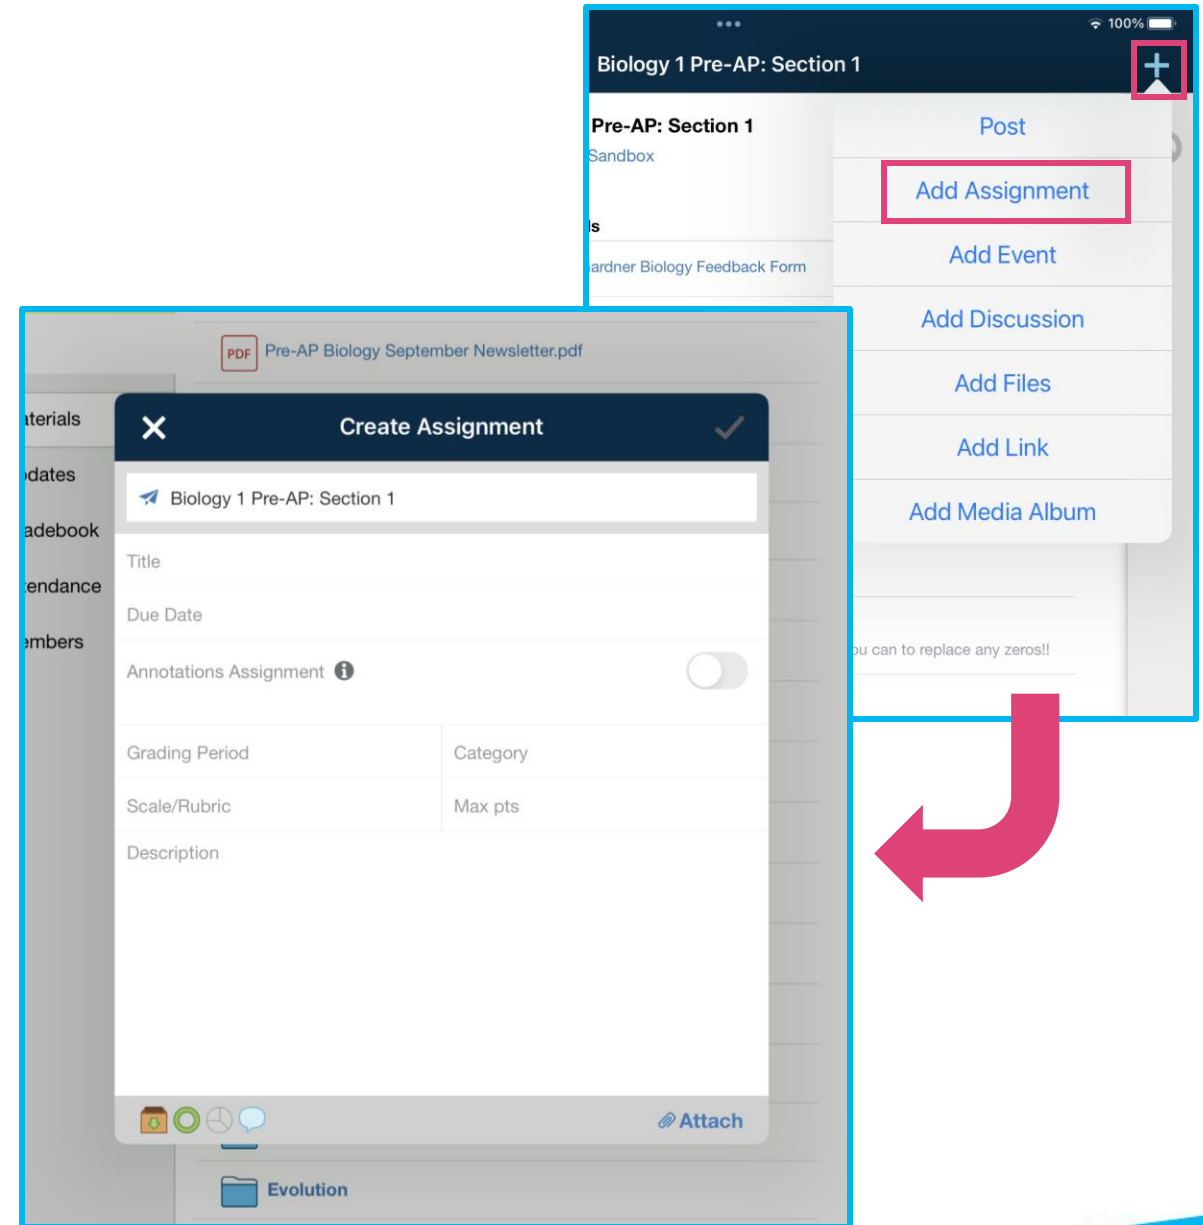 100%
Biology 1 Pre-AP: Section 1
Post
Pre-AP: Section 1
Sandbox
Add Assignment
ls
ardner Biology Feedback Form
Add Event
Add Discussion
Add Files
Add Link
Add Media Album
ou can to replace any zeros!!
PDF Pre-AP Biology September Newsletter.pdf
aterials
dates
adebook
endance
embers
Create Assignment
Biology 1 Pre-AP: Section 1
Title
Due Date
Annotations Assignment
Grading Period Category
Scale/Rubric Max pts
Description
Attach
Evolution